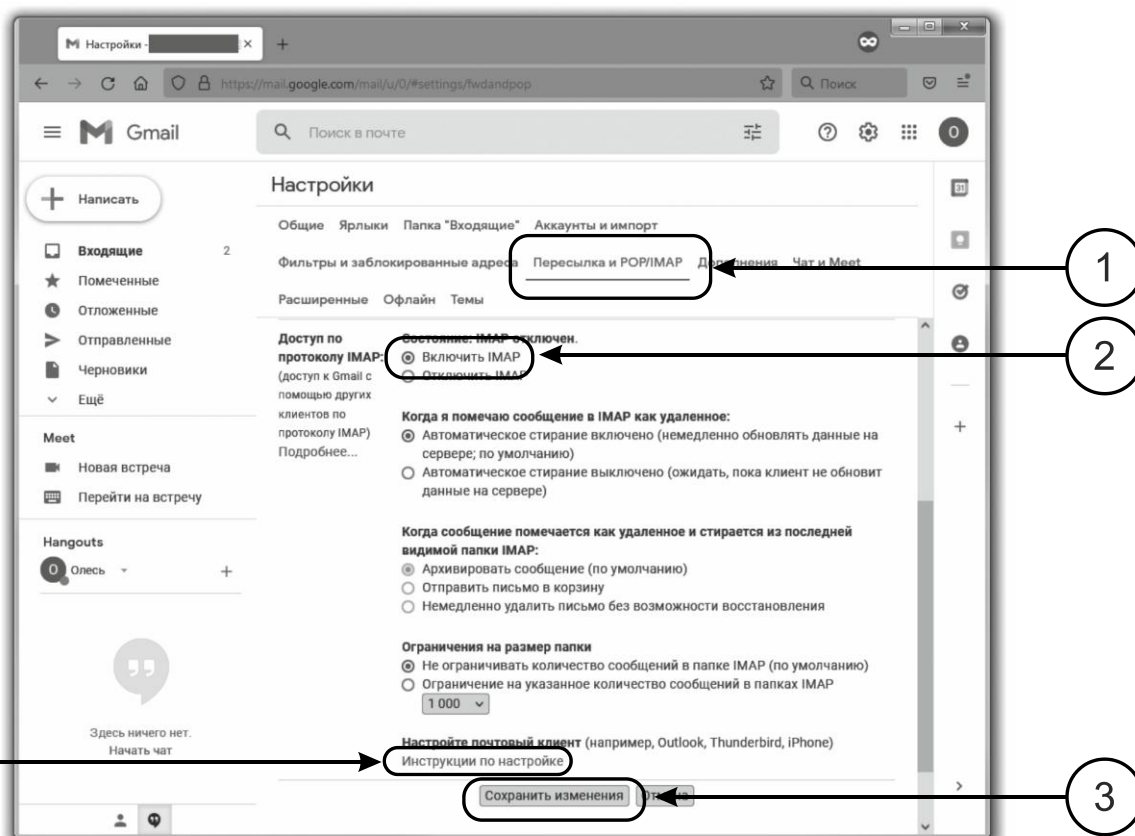 Настройки -
https://mail.google.com/mail/u/0/#settings/fwdandpop
Поиск
Gmail
Поиск в почте
О
31
Написать
Входящие 2
Помеченные
Отложенные
Отправленные
Черновики
Ещё
Meet
Новая встреча
Перейти на встречу
Hangouts
О Олесь
Здесь ничего нет.
Начать чат
Настройки
Общие Ярлыки Папка "Входящие" Аккаунты и импорт
Фильтры и заблокированные адреса Пересылка и POP/IMAP Дополнения Чат и Meet
Расширенные Офлайн Темы
Доступ по
протоколу IMAP:
(доступ к Gmail с
помощью других
клиентов по
протоколу IMAP)
Подробнее...
Состояние: IMAP отключен.
Включить IMAP
Отключить IMAP
Когда я помечаю сообщение в IMAP как удаленное:
Автоматическое стирание включено (немедленно обновлять данные на
сервере; по умолчанию)
Автоматическое стирание выключено (ожидать, пока клиент не обновит
данные на сервере)
Когда сообщение помечается как удаленное и стирается из последней
видимой папки IMAP:
Архивировать сообщение (по умолчанию)
Отправить письмо в корзину
Немедленно удалить письмо без возможности восстановления
Ограничения на размер папки
Не ограничивать количество сообщений в папке IMAP (по умолчанию)
Ограничение на указанное количество сообщений в папках IMAP
1 000
Настройте почтовый клиент (например, Outlook, Thunderbird, iPhone)
Инструкции по настройке
Сохранить изменения Отмена
1
2
3